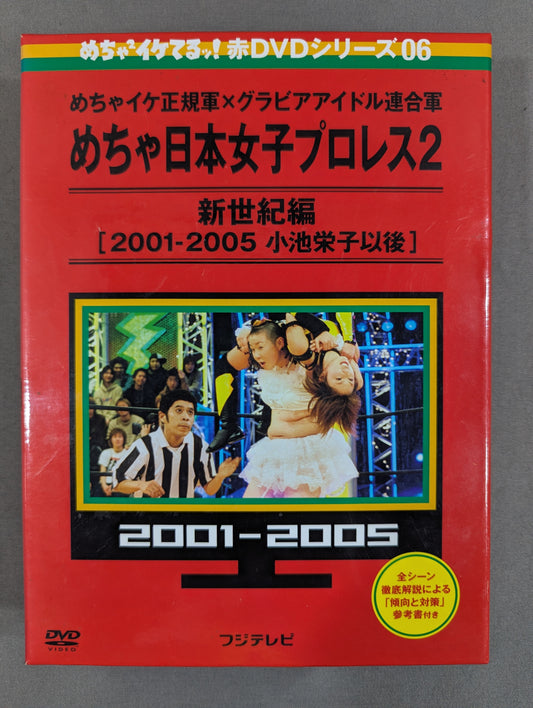 めちゃ²イケてるッ! 赤DVDシリーズ06
めちゃイケ正規軍×グラビアアイドル連合軍
めちゃ日本女子プロレス2
新世紀編
[2001-2005 小池栄子以後]
2001-2005
全シーン
徹底解説による
「傾向と対策」
参考書付き
DVD
VIDEO
フジテレビ